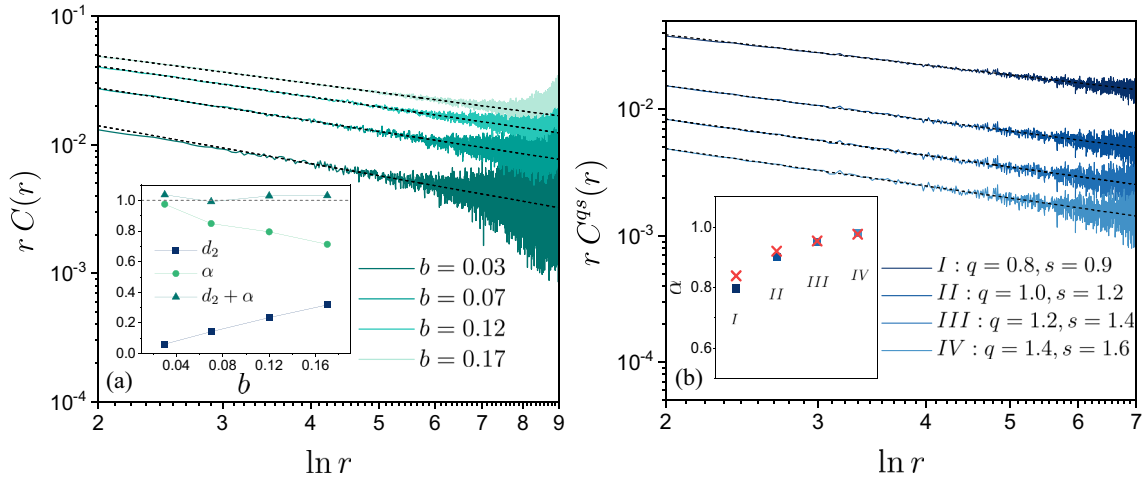 10^{-1}
10^{-2}
10^{-3}
10^{-4}
r C(r)
2
3
4
5
6
7
8
9
ln r
1.0
0.8
0.6
0.4
0.2
0.0
0.04
0.08
0.12
0.16
b
d_2
α
d_2 + α
(a)
b = 0.03
b = 0.07
b = 0.12
b = 0.17
10^{-2}
10^{-3}
10^{-4}
r C^{qs}(r)
2
3
4
5
6
7
ln r
1.0
0.8
0.6
α
I
II
III
IV
(b)
I : q = 0.8, s = 0.9
II : q = 1.0, s = 1.2
III : q = 1.2, s = 1.4
IV : q = 1.4, s = 1.6